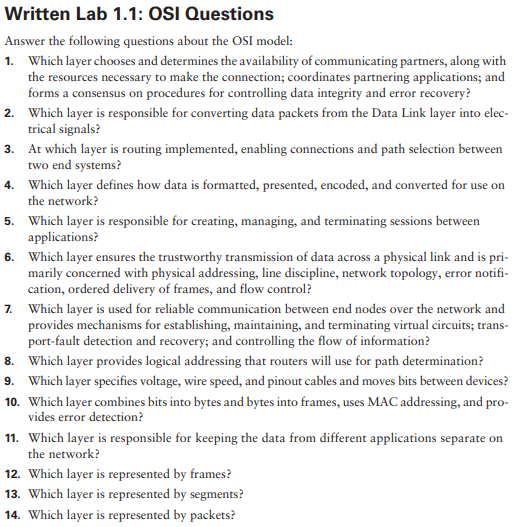 Written Lab 1.1: OSI Questions
Answer the following questions about the OSI model:
1. Which layer chooses and determines the availability of communicating partners, along with
the resources necessary to make the connection; coordinates partnering applications; and
forms a consensus on procedures for controlling data integrity and error recovery?
2. Which layer is responsible for converting data packets from the Data Link layer into elec-
trical signals?
3. At which layer is routing implemented, enabling connections and path selection between
two end systems?
4. Which layer defines how data is formatted, presented, encoded, and converted for use on
the network?
5. Which layer is responsible for creating, managing, and terminating sessions between
applications?
6. Which layer ensures the trustworthy transmission of data across a physical link and is pri-
marily concerned with physical addressing, line discipline, network topology, error notifi-
cation, ordered delivery of frames, and flow control?
7. Which layer is used for reliable communication between end nodes over the network and
provides mechanisms for establishing, maintaining, and terminating virtual circuits; trans-
port-fault detection and recovery; and controlling the flow of information?
8. Which layer provides logical addressing that routers will use for path determination?
9. Which layer specifies voltage, wire speed, and pinout cables and moves bits between devices?
10. Which layer combines bits into bytes and bytes into frames, uses MAC addressing, and pro-
vides error detection?
11. Which layer is responsible for keeping the data from different applications separate on
the network?
12. Which layer is represented by frames?
13. Which layer is represented by segments?
14. Which layer is represented by packets?